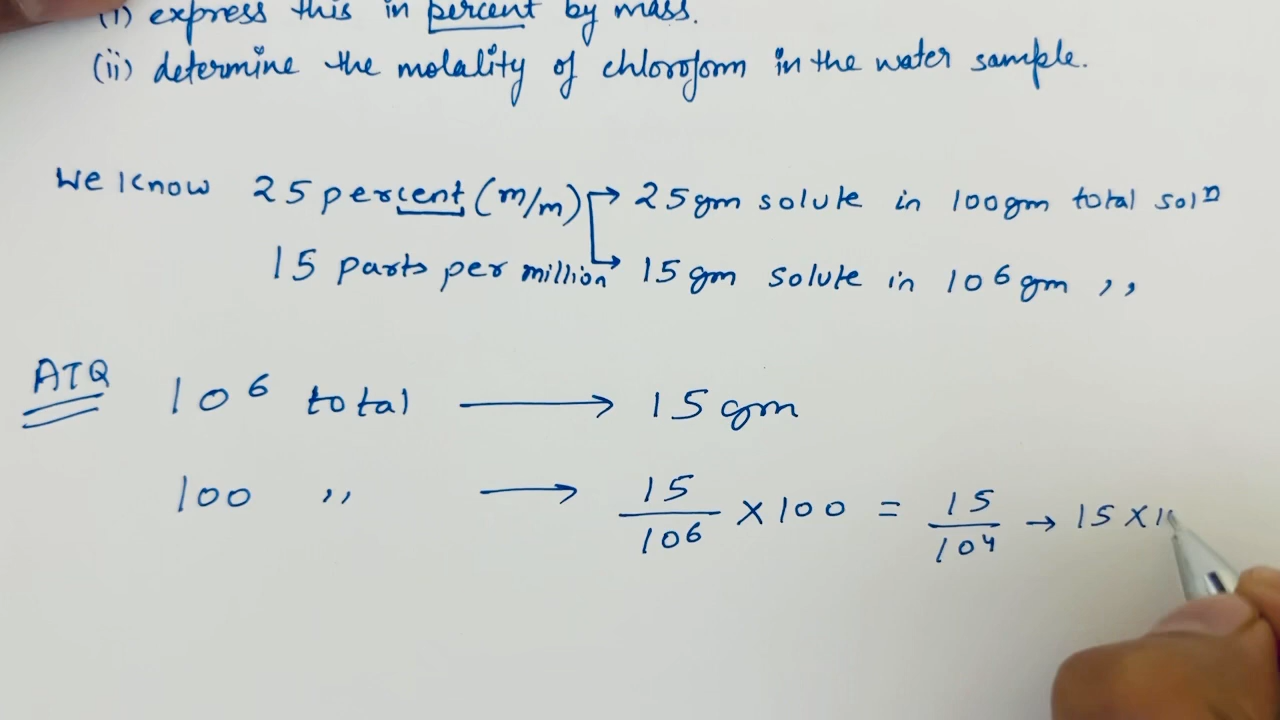 (i) express this in percent by mass.
(ii) determine the molality of chloroform in the water sample.
We know 25 percent (m/m) → 25 gm solute in 100 gm total solⁿ
15 parts per million → 15 gm solute in 10⁶ gm ,,
ATQ 10⁶ total → 15 gm
100 ,, → 15/10⁶ × 100 = 15/10⁴ → 15 × 1